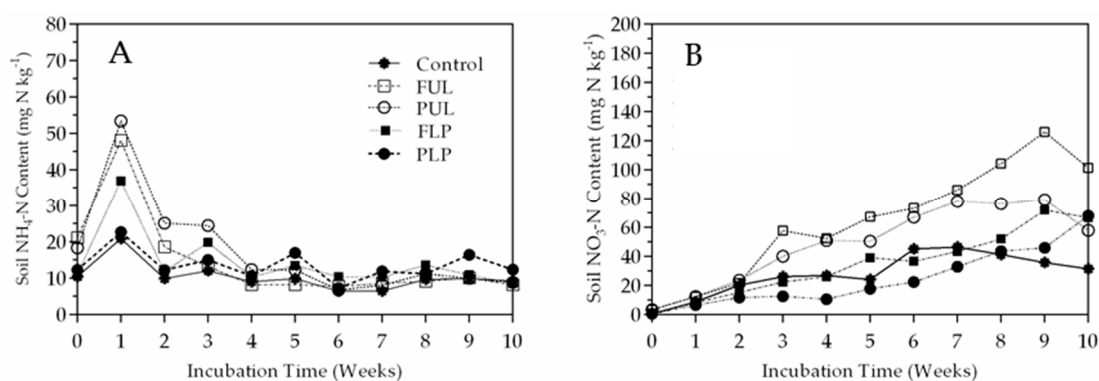 A
Soil NH₄-N Content (mg N kg⁻¹)
80
70
60
50
40
30
20
10
0
Control
FUL
PUL
FLP
PLP
0 1 2 3 4 5 6 7 8 9 10
Incubation Time (Weeks)
B
Soil NO₃-N Content (mg N kg⁻¹)
200
180
160
140
120
100
80
60
40
20
0
0 1 2 3 4 5 6 7 8 9 10
Incubation Time (Weeks)